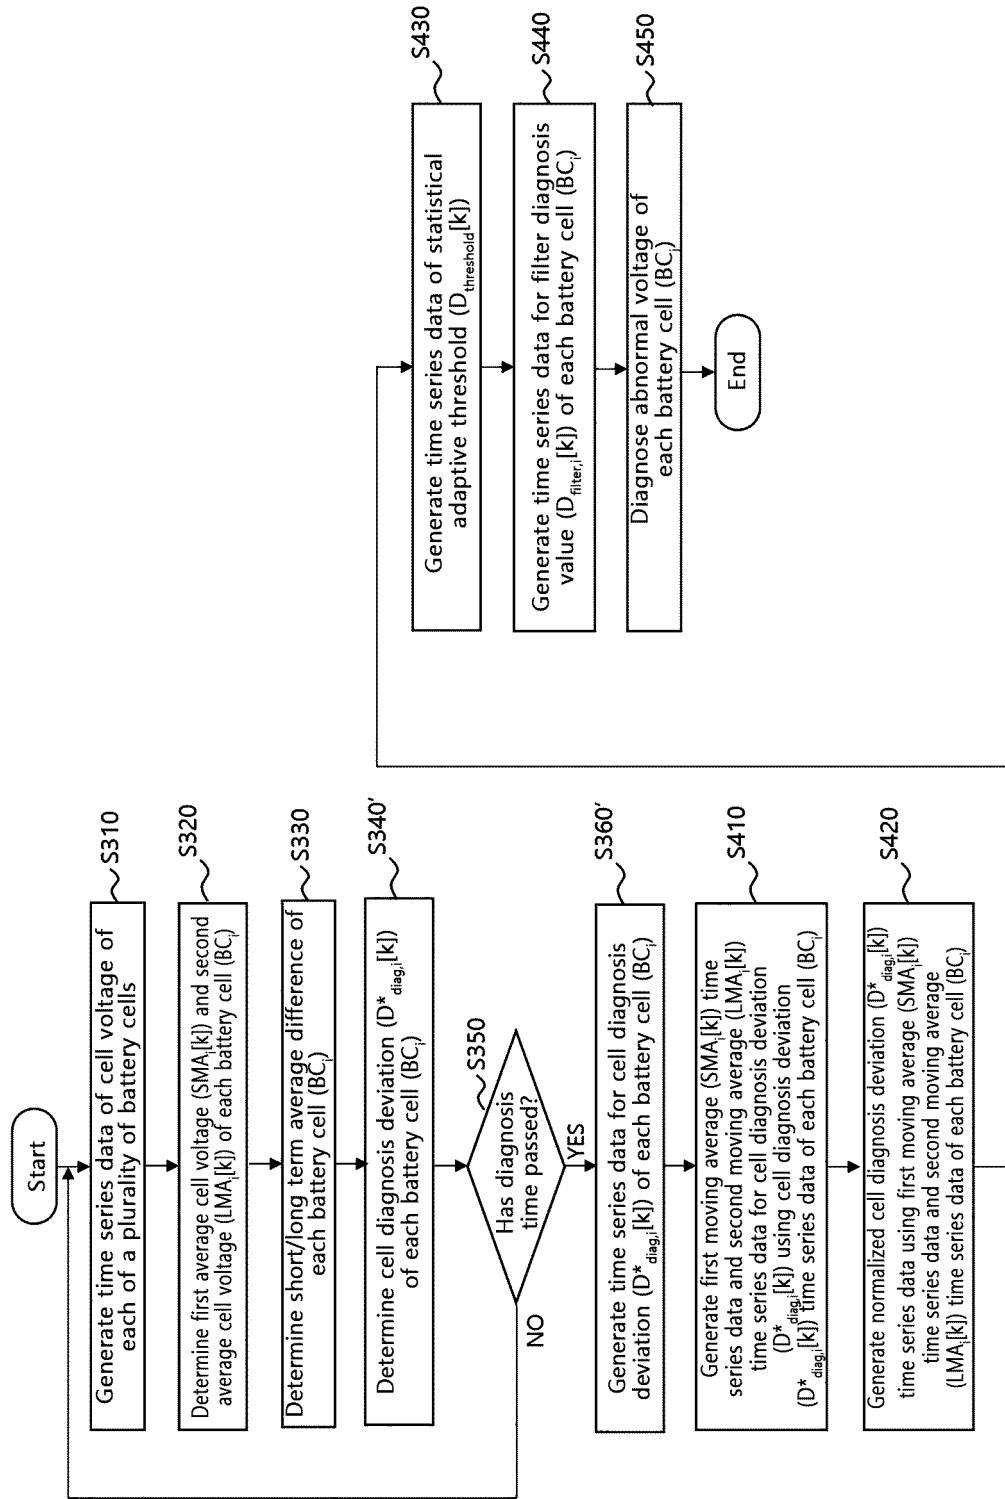 Start
Generate time series data of cell voltage of
each of a plurality of battery cells
S310
Determine first average cell voltage (SMAi[k]) and second
average cell voltage (LMAi[k]) of each battery cell (BCi)
S320
Determine short/long term average difference of
each battery cell (BCi)
S330
Determine cell diagnosis deviation (D*diag,i[k])
of each battery cell (BCi)
S340'
Has diagnosis
time passed?
S350
NO
YES
Generate time series data for cell diagnosis
deviation (D*diag,i[k]) of each battery cell (BCi)
S360'
Generate first moving average (SMAi[k]) time
series data and second moving average (LMAi[k])
time series data for cell diagnosis deviation
(D*diag,i[k]) using cell diagnosis deviation
(D*diag,i[k]) time series data of each battery cell (BCi)
S410
Generate normalized cell diagnosis deviation (D*diag,i[k])
time series data using first moving average (SMAi[k])
time series data and second moving average
(LMAi[k]) time series data of each battery cell (BCi)
S420
Generate time series data of statistical
adaptive threshold (Dthreshold[k])
S430
Generate time series data for filter diagnosis
value (Dfilter,i[k]) of each battery cell (BCi)
S440
Diagnose abnormal voltage of
each battery cell (BCi)
S450
End